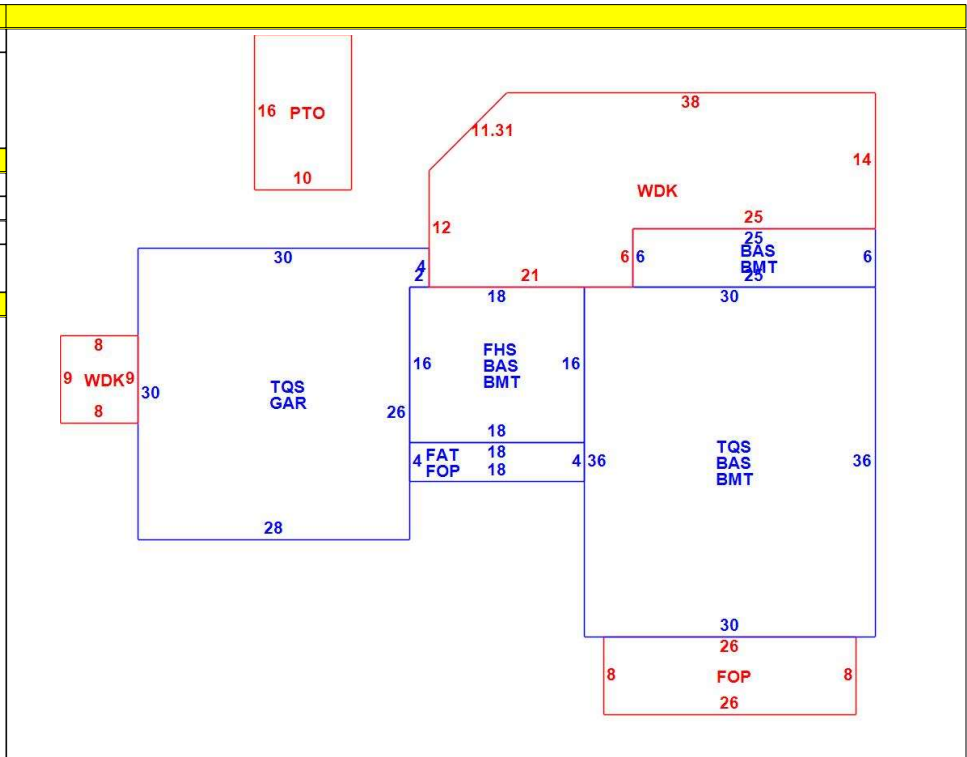 38
16 PTO
11.31
14
10
WDK
25
12
25
30
6 6 BAS 6
4 BMT
2 21 25
18 30
8
FHS
16 BAS 16
BMT
9 WDK 9
30 TQS
GAR
8
26
18
4 FAT 18
FOP 18 4 36
TQS
BAS 36
BMT
28
30
26
8 FOP 8
26